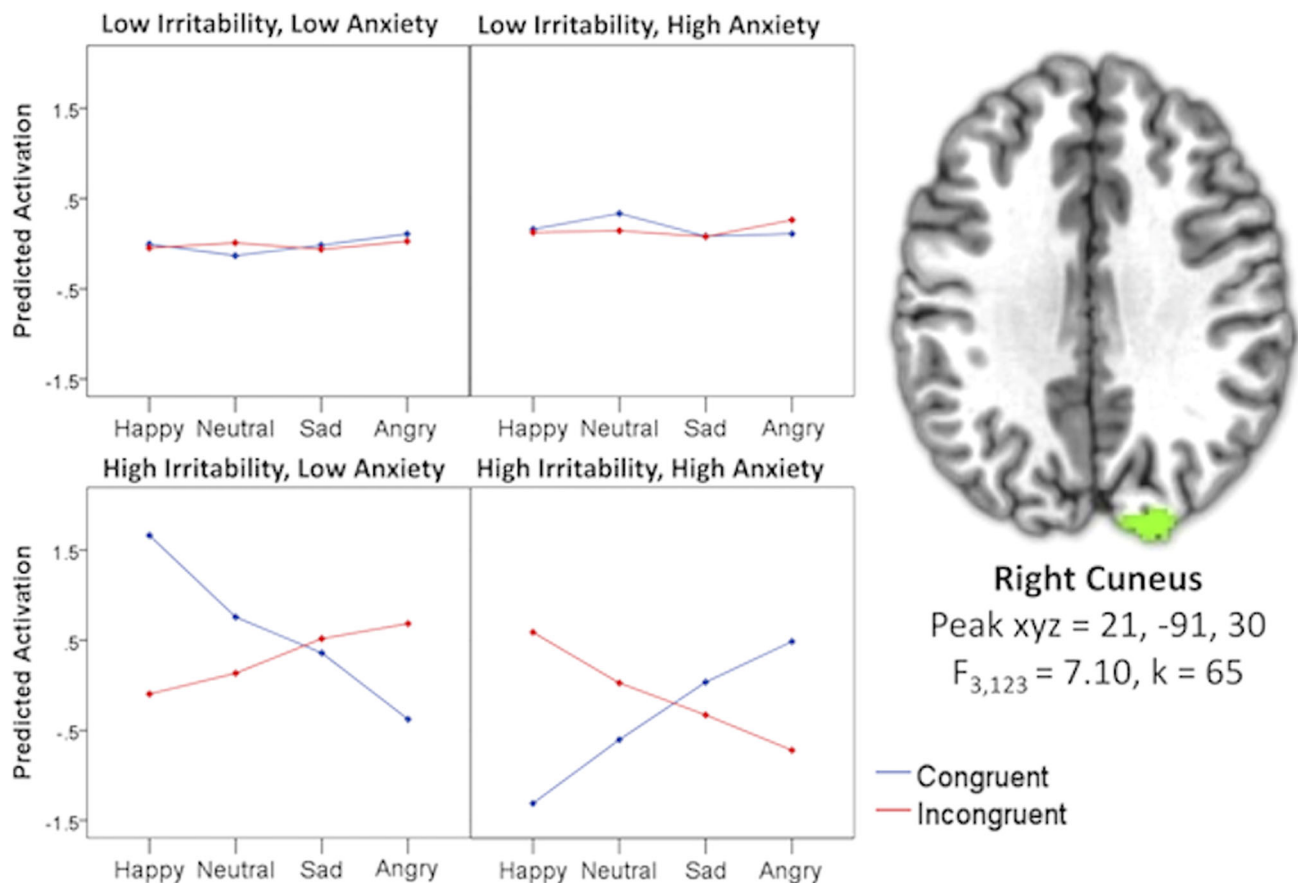 Low Irritability, Low Anxiety
Low Irritability, High Anxiety
Predicted Activation
1.5
.5
-.5
-1.5
Happy Neutral Sad Angry
Happy Neutral Sad Angry
High Irritability, Low Anxiety
High Irritability, High Anxiety
Predicted Activation
1.5
.5
-.5
-1.5
Happy Neutral Sad Angry
Happy Neutral Sad Angry
Right Cuneus
Peak xyz = 21, -91, 30
F3,123 = 7.10, k = 65
Congruent
Incongruent